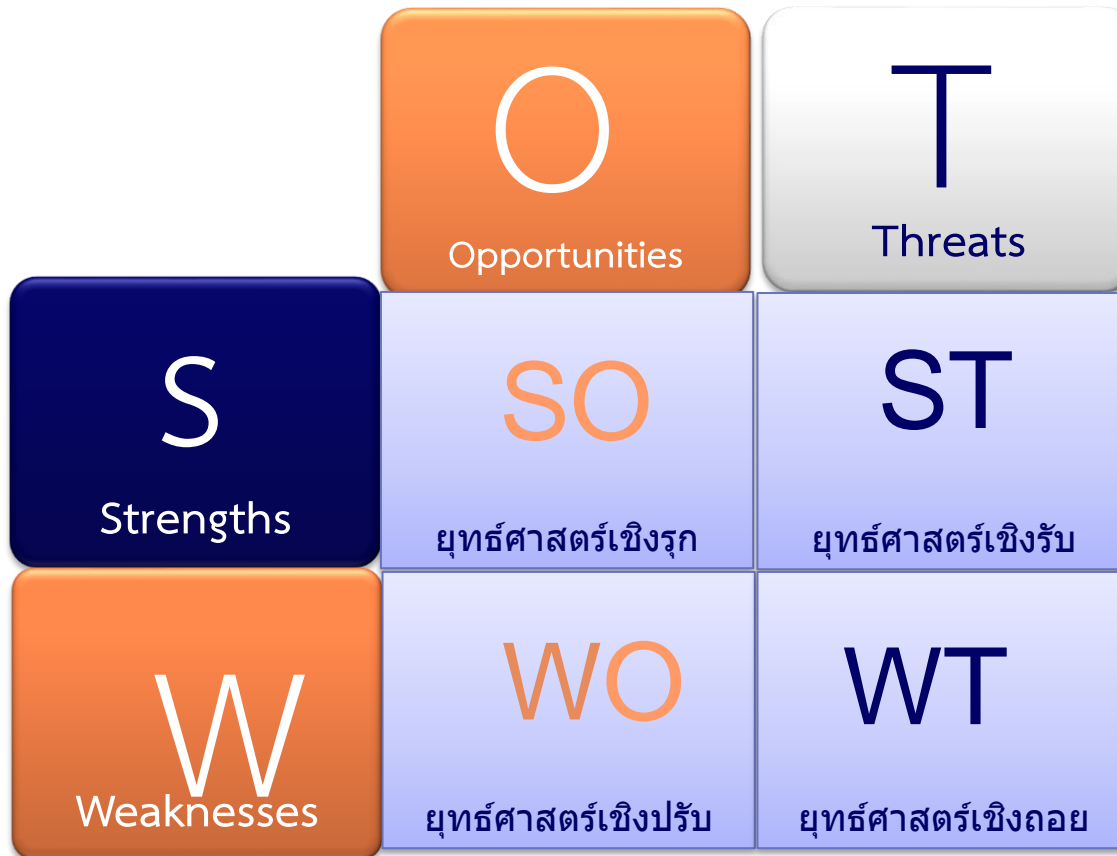 O
Opportunities
T
Threats
S
Strengths
SO
ยุทธ์ศาสตร์เชิงรุก
ST
ยุทธ์ศาสตร์เชิงรับ
W
Weaknesses
WO
ยุทธ์ศาสตร์เชิงปรับ
WT
ยุทธ์ศาสตร์เชิงถอย